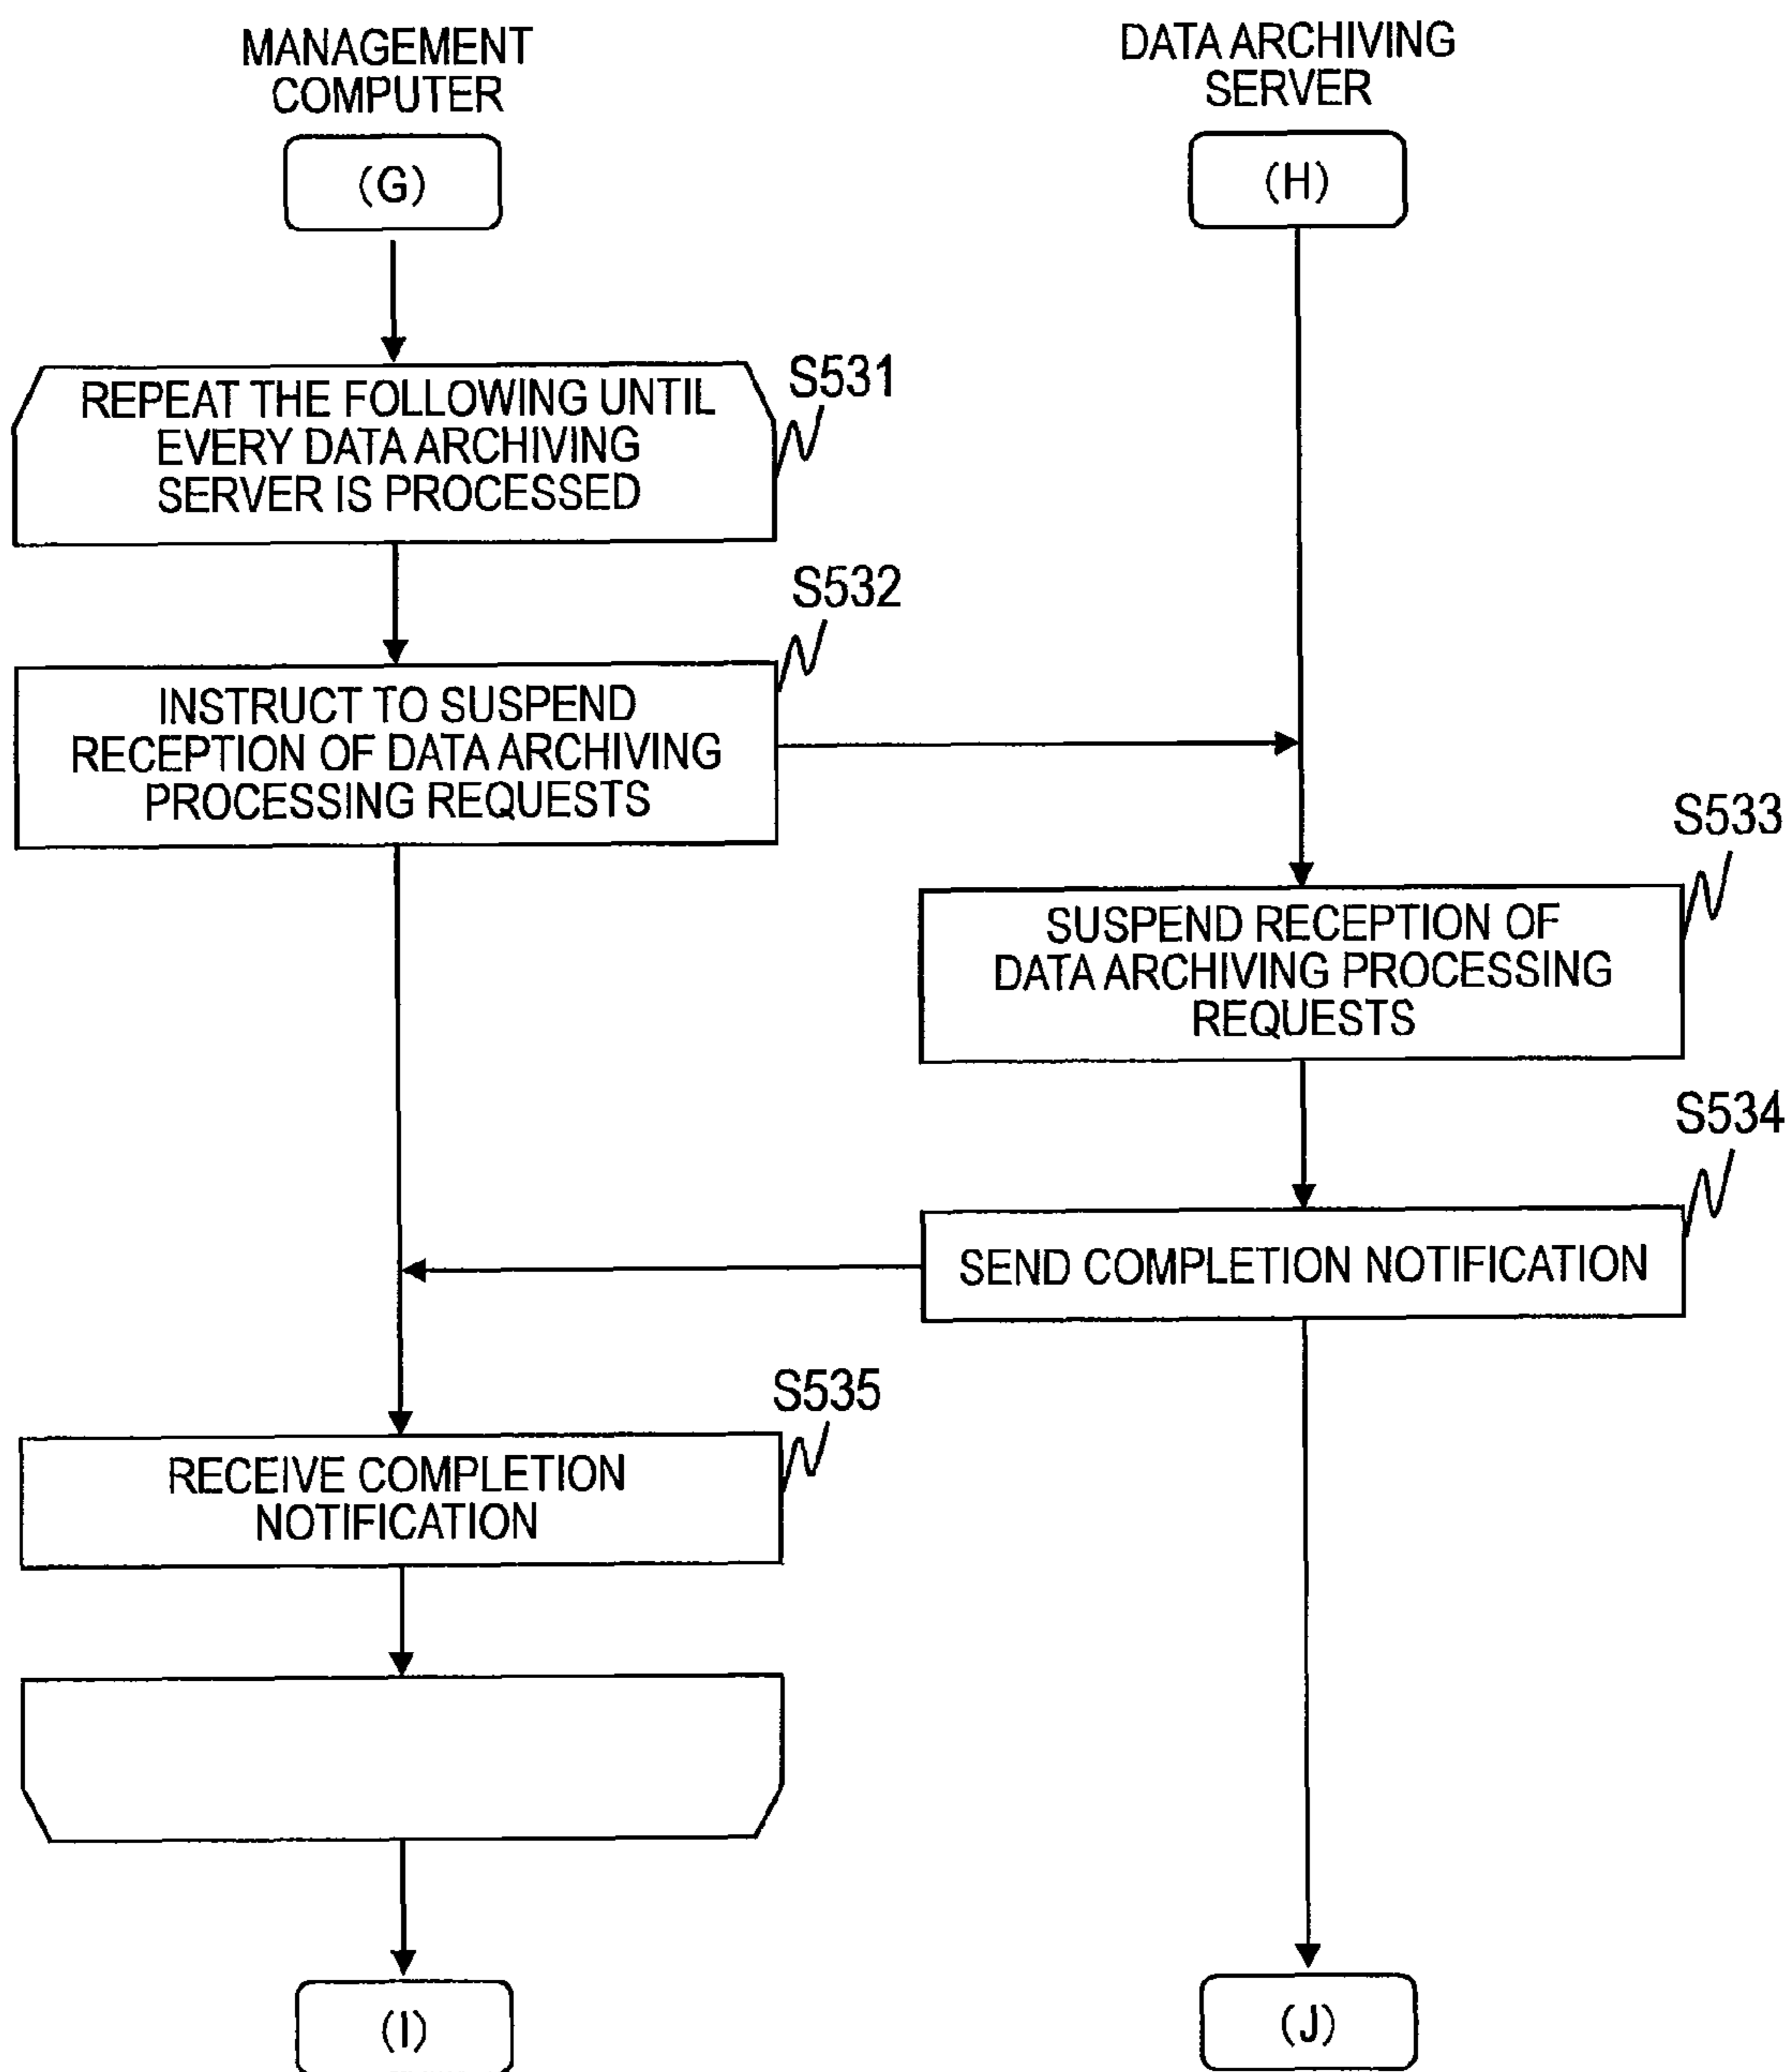 MANAGEMENT
COMPUTER
DATA ARCHIVING
SERVER
(G)
(H)
S531
REPEAT THE FOLLOWING UNTIL
EVERY DATA ARCHIVING
SERVER IS PROCESSED
S532
INSTRUCT TO SUSPEND
RECEPTION OF DATA ARCHIVING
PROCESSING REQUESTS
S533
SUSPEND RECEPTION OF
DATA ARCHIVING PROCESSING
REQUESTS
S534
SEND COMPLETION NOTIFICATION
S535
RECEIVE COMPLETION
NOTIFICATION
(I)
(J)